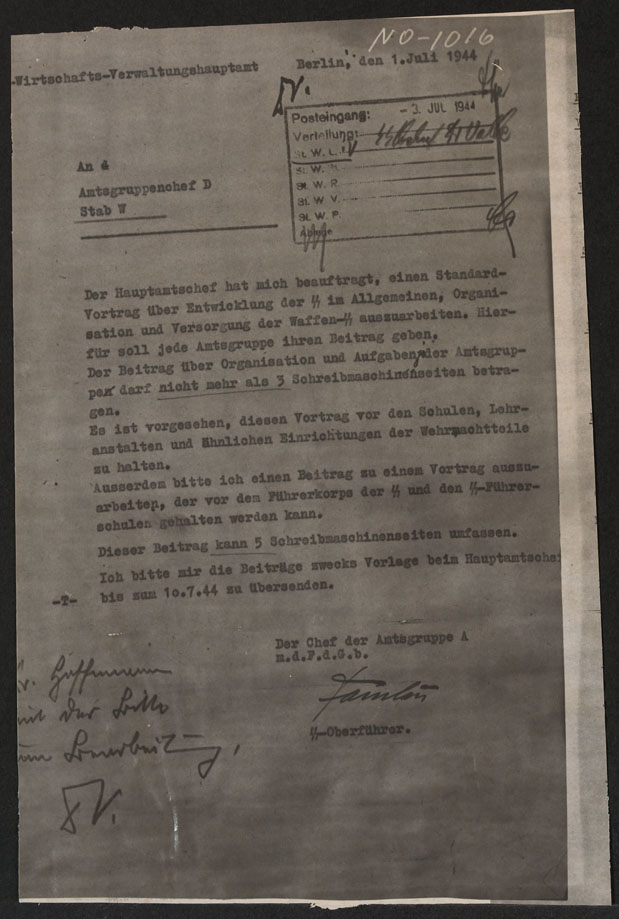 NO-1016
-Wirtschafts-Verwaltungshauptamt
Berlin, den 1.Juli 1944
Posteingang: - 3. JUL 1944
Verteilung:
St. W. L.
St. W.
St. W. R.
St. W. V.
St. W. P.
An
Amtsgruppenchef D
Stab W
Der Hauptamtschef hat mich beauftragt, einen Standard-
Vortrag über Entwicklung der ᛋᛋ im Allgemeinen, Organi-
sation und Versorgung der Waffen-ᛋᛋ auszuarbeiten. Hier-
für soll jede Amtsgruppe ihren Beitrag geben.
Der Beitrag über Organisation und Aufgaben der Amtsgrup-
pen darf nicht mehr als 3 Schreibmaschinenseiten betra-
gen.
Es ist vorgesehen, diesen Vortrag vor den Schulen, Lehr-
anstalten und ähnlichen Einrichtungen der Wehrmachtteile
zu halten.
Ausserdem bitte ich einen Beitrag zu einem Vortrag auszu-
arbeiten, der vor dem Führerkorps der ᛋᛋ und den ᛋᛋ-Führer-
schulen gehalten werden kann.
Dieser Beitrag kann 5 Schreibmaschinenseiten umfassen.
Ich bitte mir die Beiträge zwecks Vorlage beim Hauptamtschef
-T- bis zum 1o.7.44 zu übersenden.
Der Chef der Amtsgruppe A
m.d.F.d.G.b.
ᛋᛋ-Oberführer.
Hoffmann
mit der Bitte
um Bearbeitung,